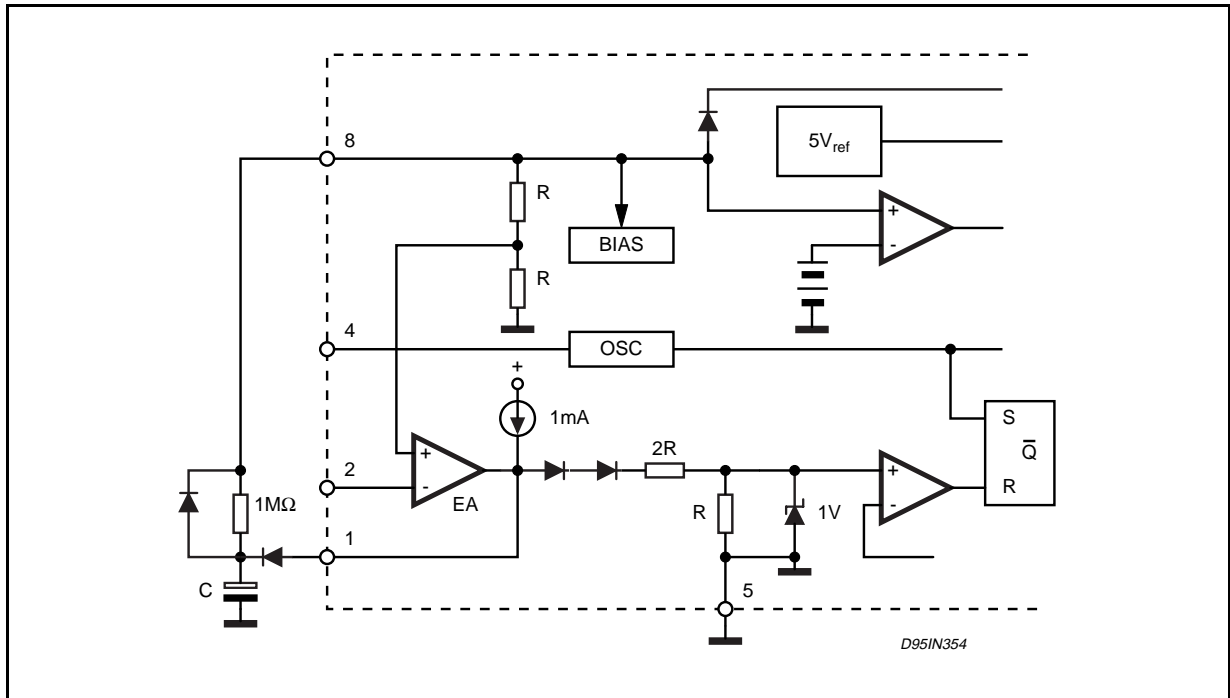 8
R
5Vref
+
-
BIAS
R
4
OSC
+
1mA
S
Q̅
2R
2
+
-
EA
+
-
R
1MΩ
R
1V
1
C
5
D95IN354